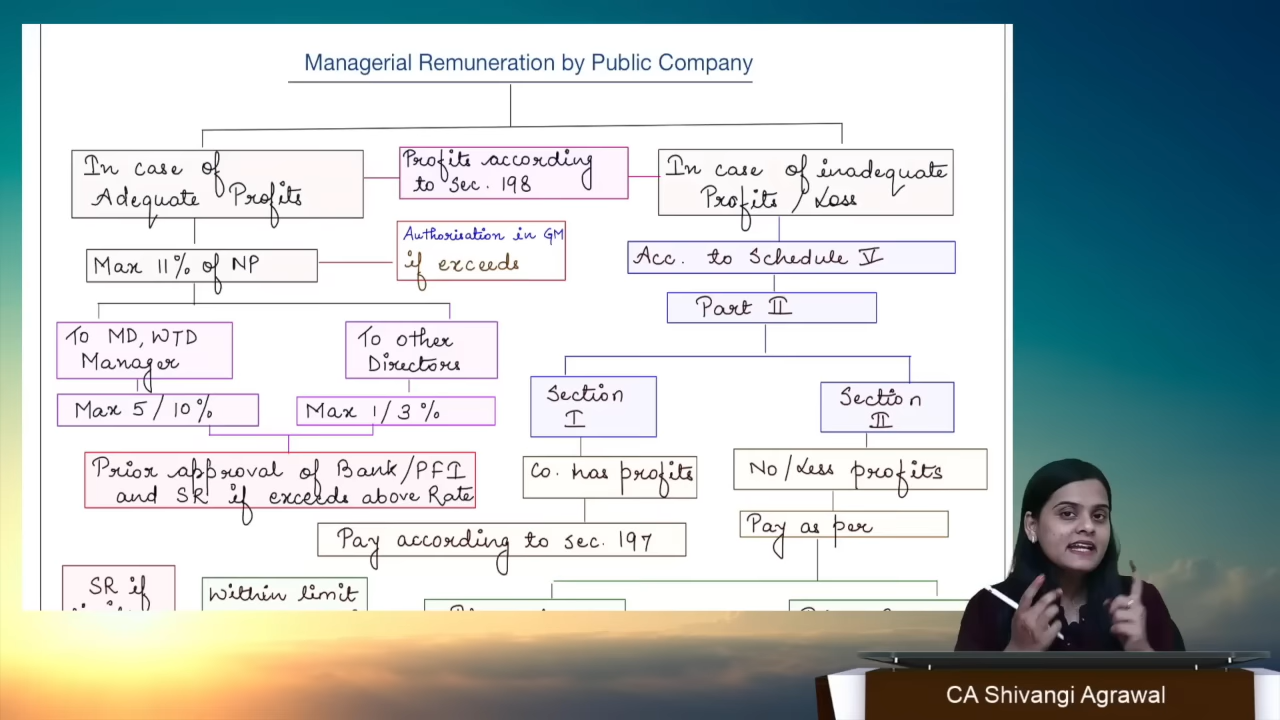 Managerial Remuneration by Public Company
In case of
Adequate Profits
Profits according
to Sec. 198
In case of inadequate
Profits / Loss
Max 11% of NP
Authorisation in GM
if exceeds
Acc. to Schedule V
Part II
To MD, WTD
Manager
To other
Directors
Max 5/10%
Max 1/3%
Section
I
Section
II
Prior approval of Bank/PFI
and SR if exceeds above Rate
Co. has profits
No/Less profits
Pay according to sec. 197
Pay as per
SR if
Within limit
CA Shivangi Agrawal